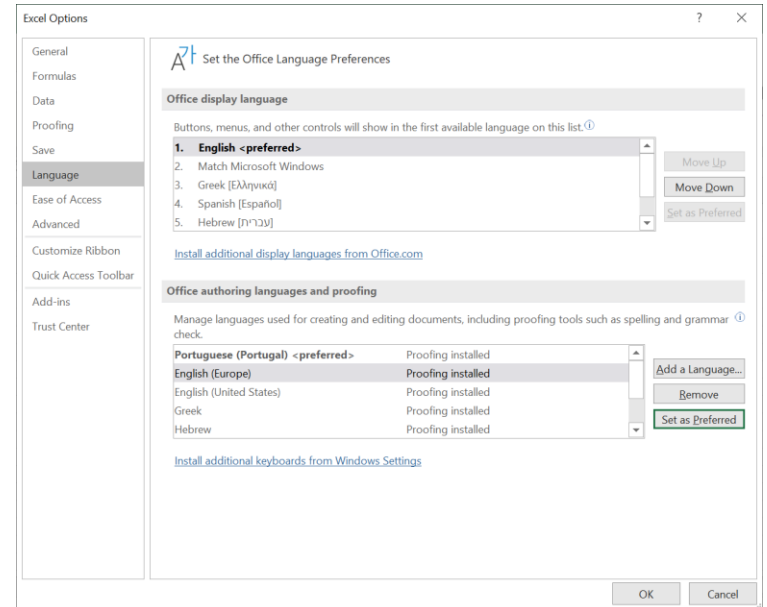 Excel Options
?
General
Formulas
Data
Proofing
Save
Language
Ease of Access
Advanced
Customize Ribbon
Quick Access Toolbar
Add-ins
Trust Center
A가 Set the Office Language Preferences
Office display language
Buttons, menus, and other controls will show in the first available language on this list.
1. English <preferred>
2. Match Microsoft Windows
3. Greek [Ελληνικά]
4. Spanish [Español]
5. Hebrew [עברית]
Move Up
Move Down
Set as Preferred
Install additional display languages from Office.com
Office authoring languages and proofing
Manage languages used for creating and editing documents, including proofing tools such as spelling and grammar
check.
Portuguese (Portugal) <preferred> Proofing installed
English (Europe) Proofing installed
English (United States) Proofing installed
Greek Proofing installed
Hebrew Proofing installed
Add a Language...
Remove
Set as Preferred
Install additional keyboards from Windows Settings
OK
Cancel